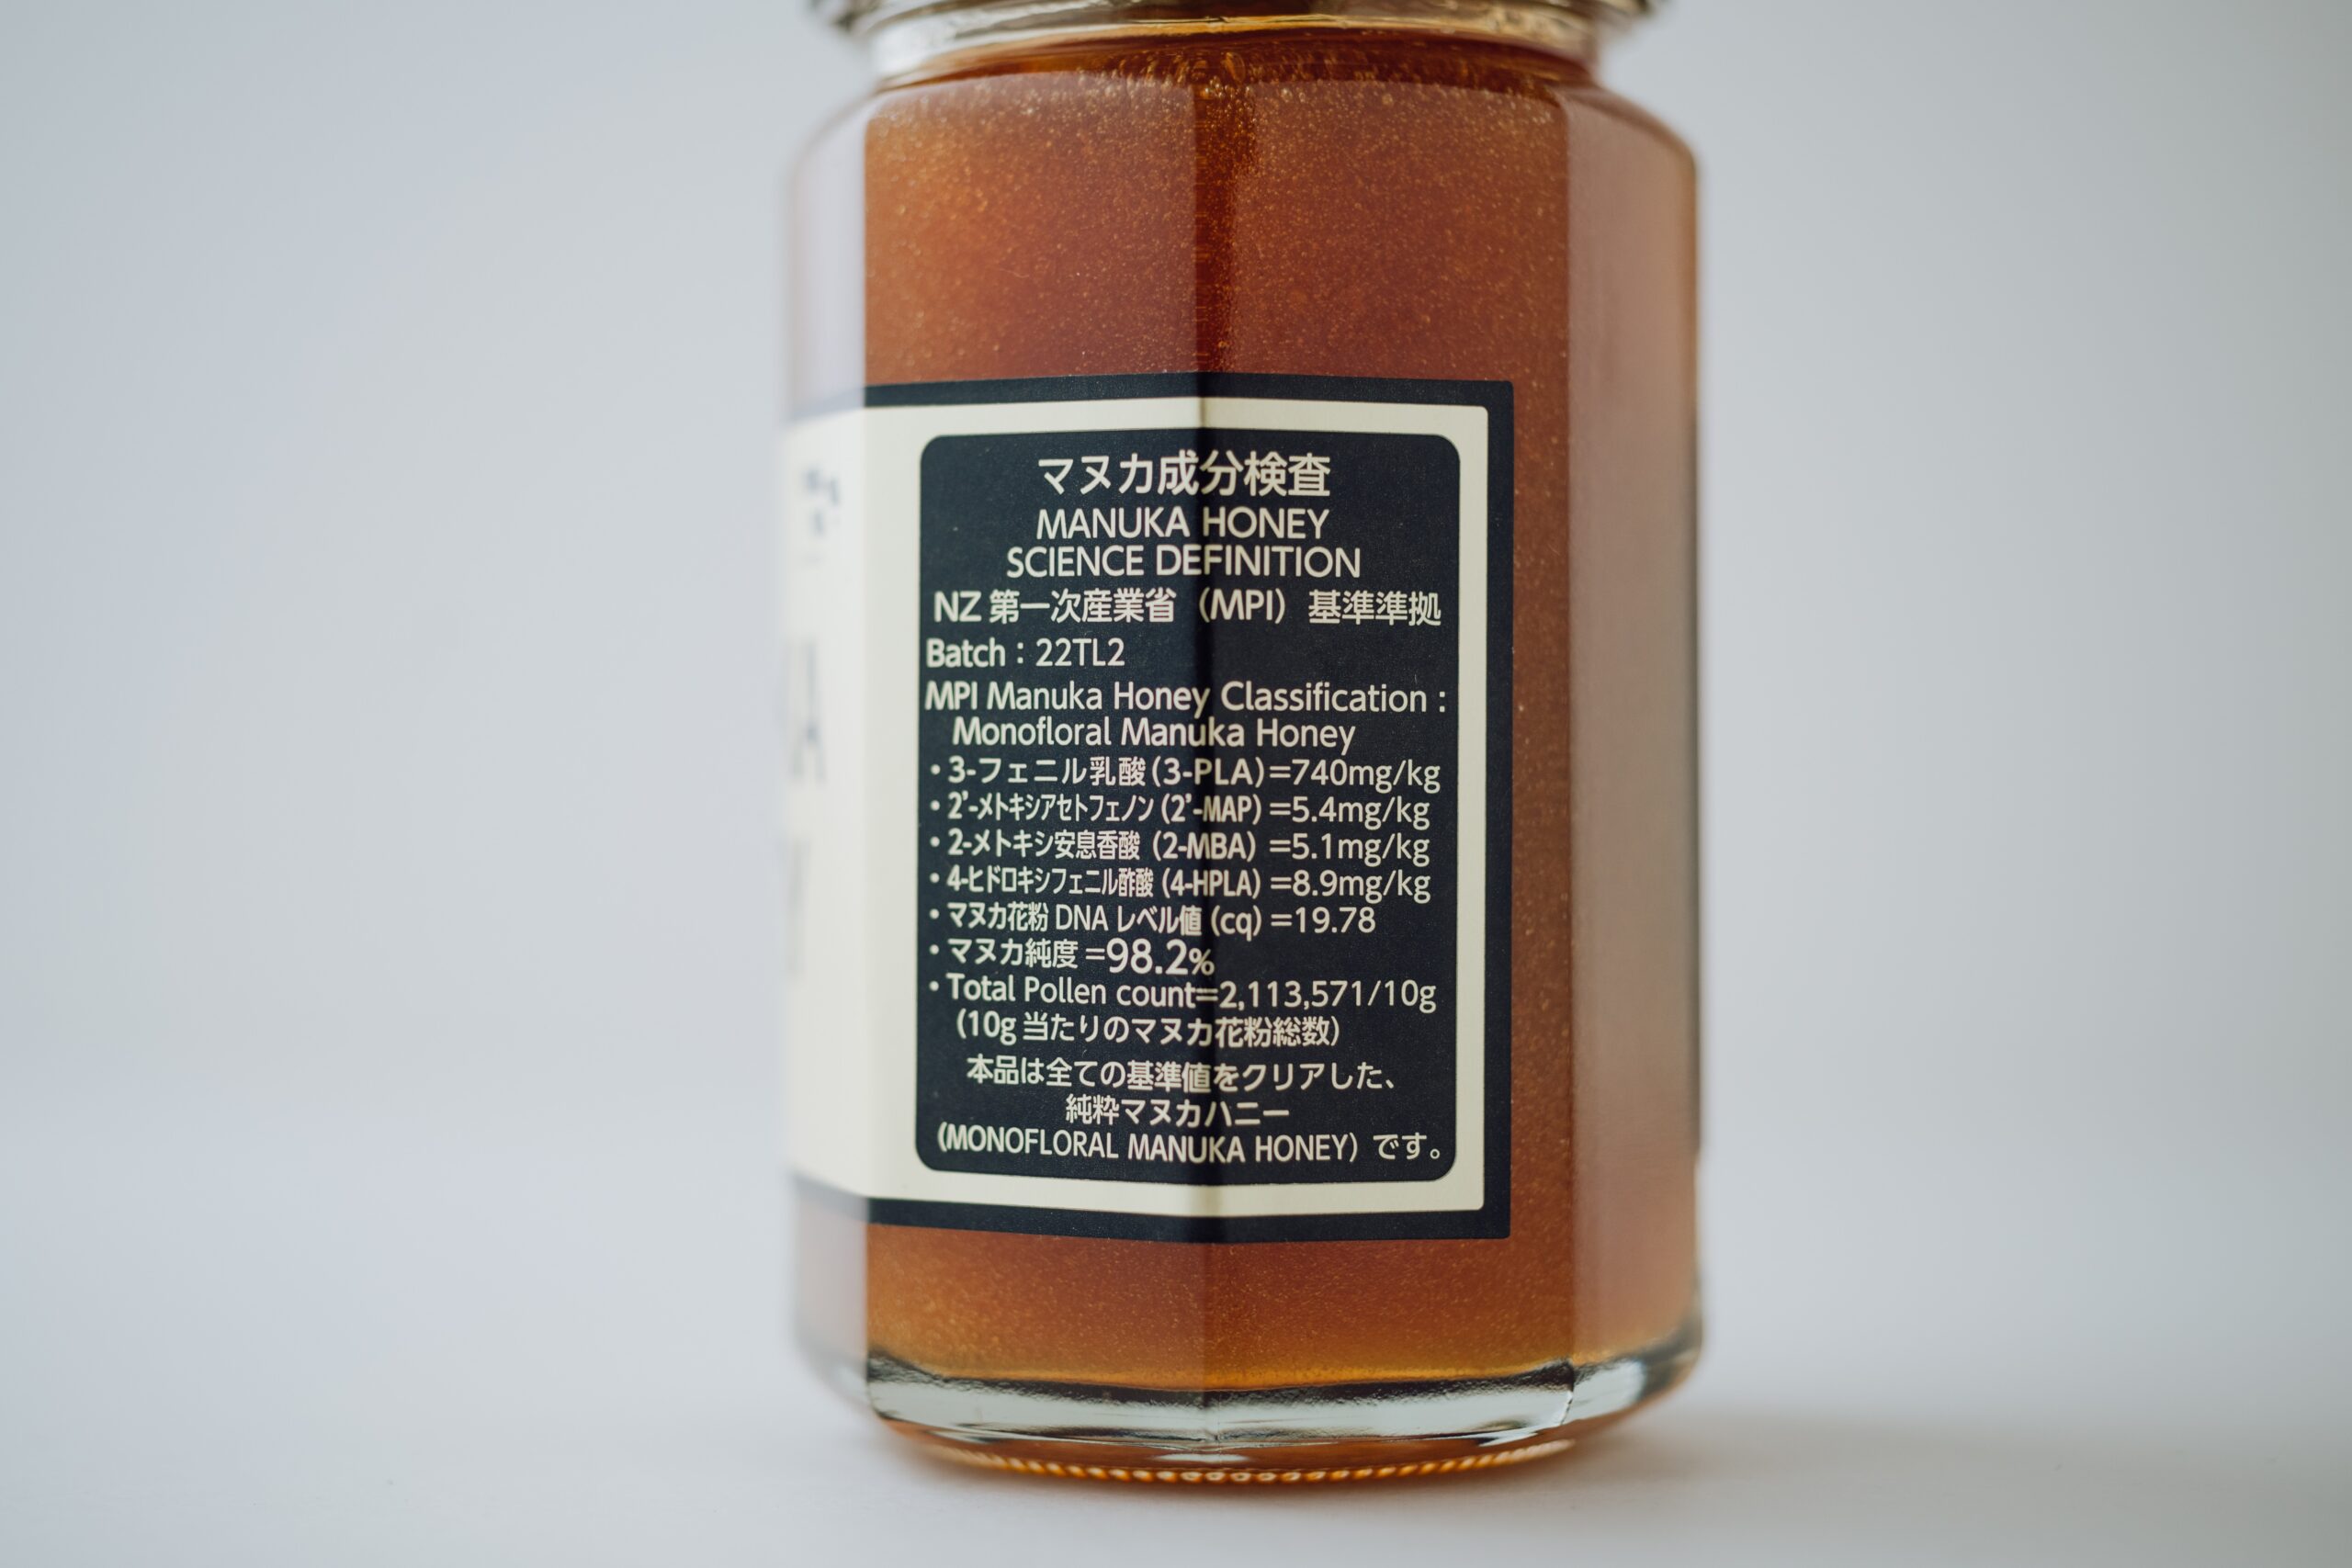 マヌカ成分検査
MANUKA HONEY
SCIENCE DEFINITION
NZ 第一次産業省（MPI）基準準拠
Batch：22TL2
MPI Manuka Honey Classification：
Monofloral Manuka Honey
・3-フェニル乳酸(3-PLA)=740mg/kg
・2'-メトキシアセトフェノン(2'-MAP)=5.4mg/kg
・2-メトキシ安息香酸(2-MBA)=5.1mg/kg
・4-ヒドロキシフェニル酢酸(4-HPLA)=8.9mg/kg
・マヌカ花粉 DNA レベル値(cq)=19.78
・マヌカ純度=98.2%
・Total Pollen count=2,113,571/10g
(10g 当たりのマヌカ花粉総数)
本品は全ての基準値をクリアした、
純粋マヌカハニー
(MONOFLORAL MANUKA HONEY) です。